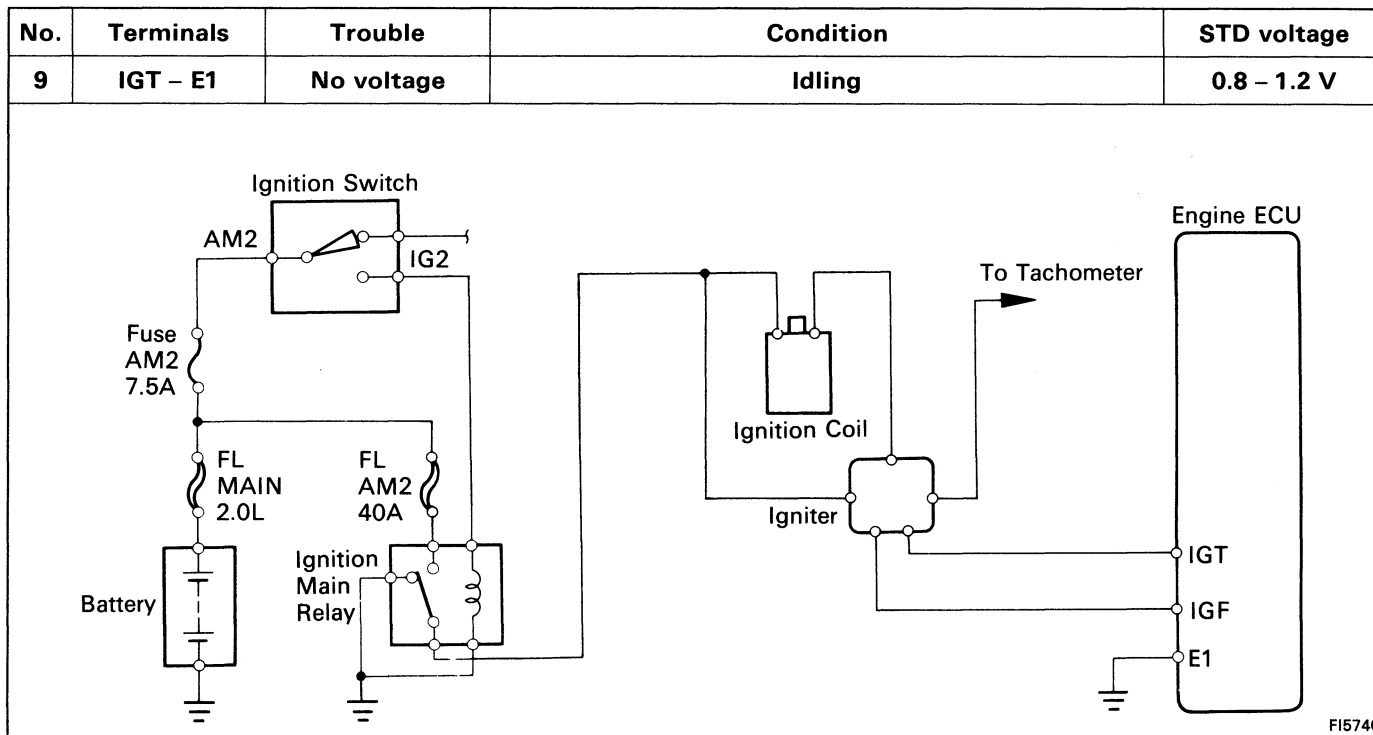 No. Terminals Trouble Condition STD voltage
9 IGT – E1 No voltage Idling 0.8 – 1.2 V
Ignition Switch
AM2
IG2
Engine ECU
To Tachometer
Fuse
AM2
7.5A
Ignition Coil
FL
MAIN
2.0L
FL
AM2
40A
Igniter
Ignition
Main
Relay
Battery
IGT
IGF
E1